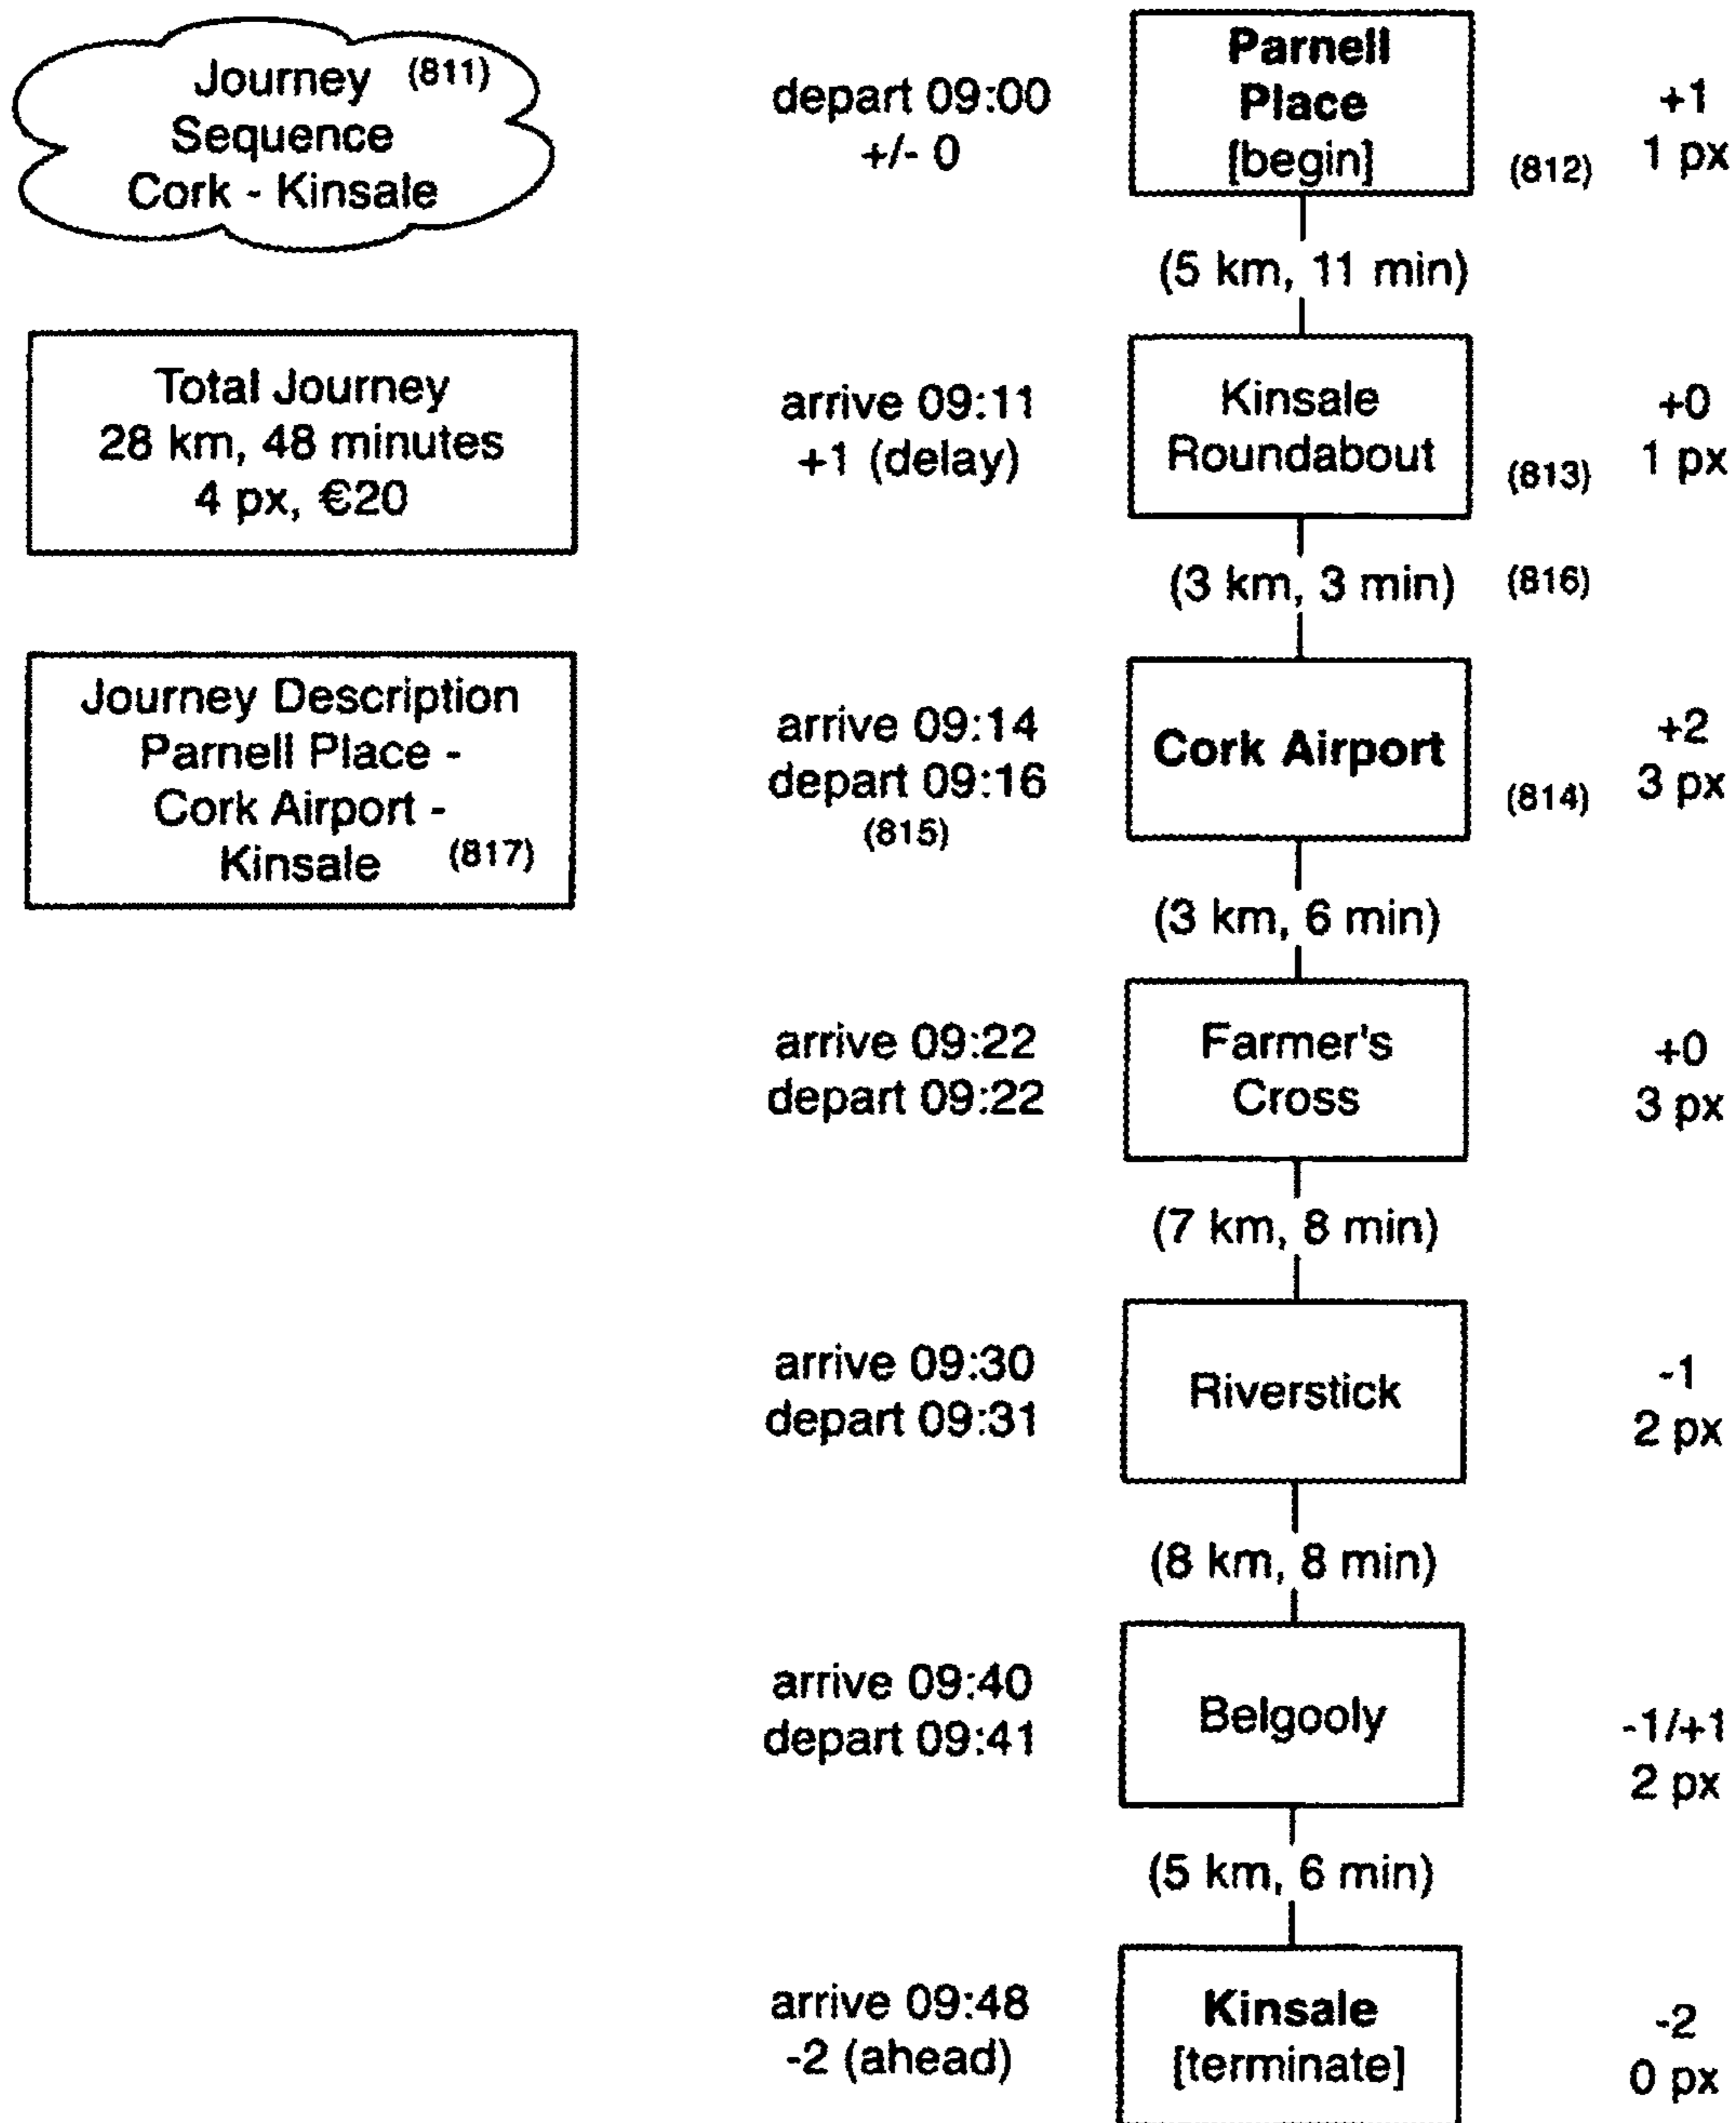 Journey (811)
Sequence
Cork - Kinsale
Total Journey
28 km, 48 minutes
4 px, €20
Journey Description
Parnell Place -
Cork Airport -
Kinsale (817)
depart 09:00
+/- 0
Parnell
Place
[begin]
(812)
+1
1 px
(5 km, 11 min)
arrive 09:11
+1 (delay)
Kinsale
Roundabout
(813)
+0
1 px
(3 km, 3 min) (816)
arrive 09:14
depart 09:16
(815)
Cork Airport
(814)
+2
3 px
(3 km, 6 min)
arrive 09:22
depart 09:22
Farmer's
Cross
+0
3 px
(7 km, 8 min)
arrive 09:30
depart 09:31
Riverstick
-1
2 px
(8 km, 8 min)
arrive 09:40
depart 09:41
Belgooly
-1/+1
2 px
(5 km, 6 min)
arrive 09:48
-2 (ahead)
Kinsale
[terminate]
-2
0 px